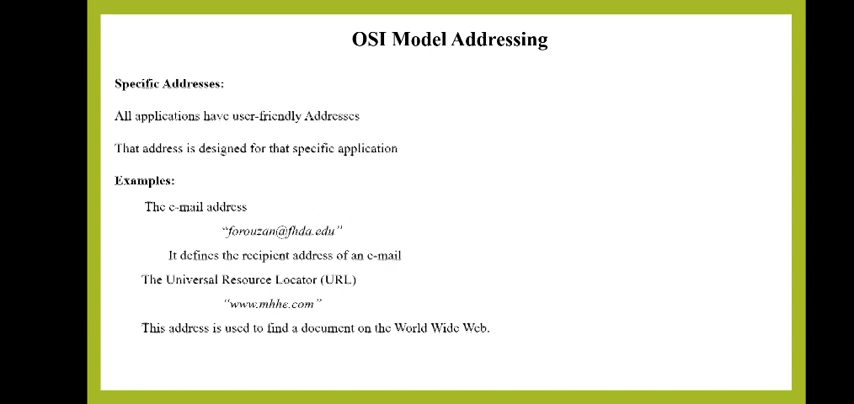 OSI Model Addressing
Specific Addresses:
All applications have user-friendly Addresses
That address is designed for that specific application
Examples:
The e-mail address
“forouzan@fhda.edu”
It defines the recipient address of an e-mail
The Universal Resource Locator (URL)
“www.mhhe.com”
This address is used to find a document on the World Wide Web.